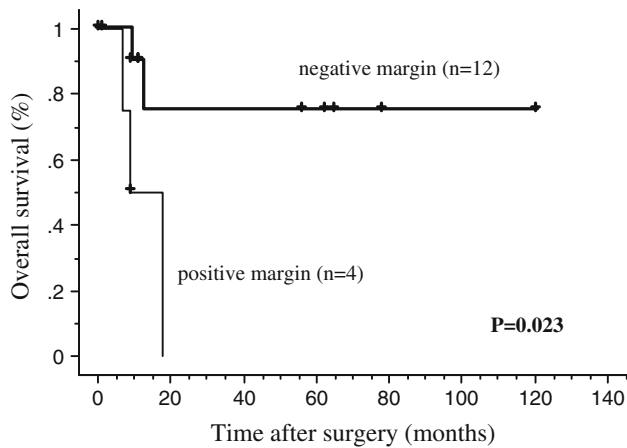 Overall survival (%)
1
.8
.6
.4
.2
0
negative margin (n=12)
positive margin (n=4)
P=0.023
0 20 40 60 80 100 120 140
Time after surgery (months)